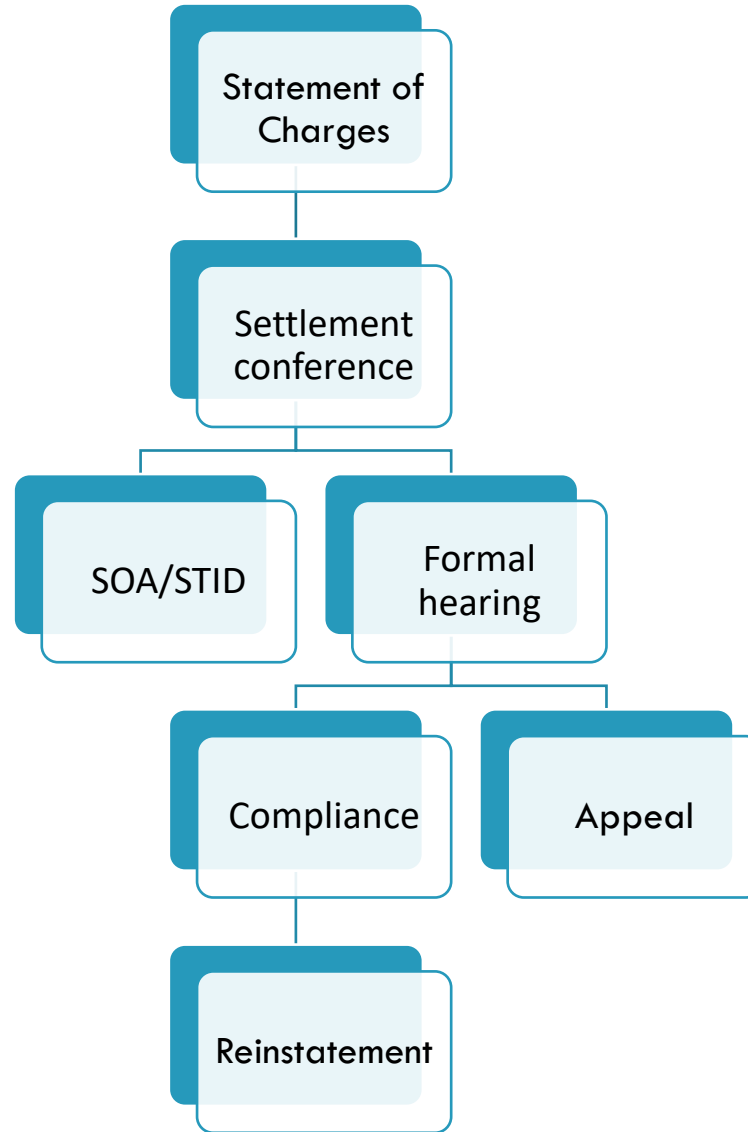 Statement of
Charges
Settlement
conference
SOA/STID
Formal
hearing
Compliance
Appeal
Reinstatement